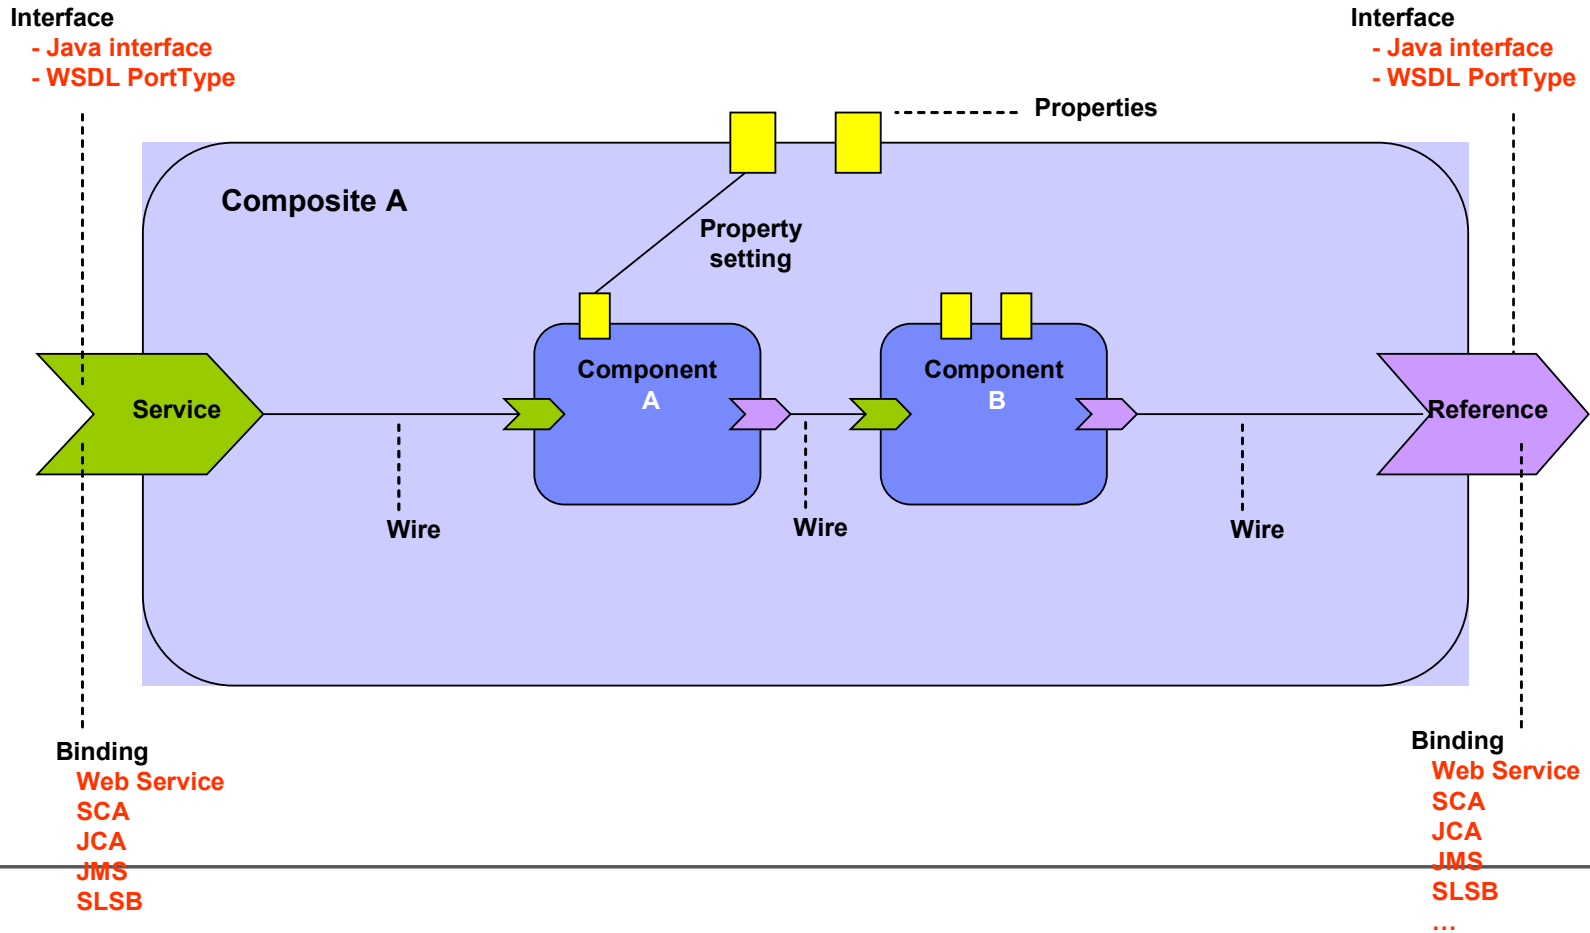 Interface
- Java interface
- WSDL PortType
Interface
- Java interface
- WSDL PortType
Properties
Composite A
Property
setting
Component
A
Component
B
Service
Reference
Wire
Wire
Wire
Binding
Web Service
SCA
JCA
JMS
SLSB
Binding
Web Service
SCA
JCA
JMS
SLSB
…